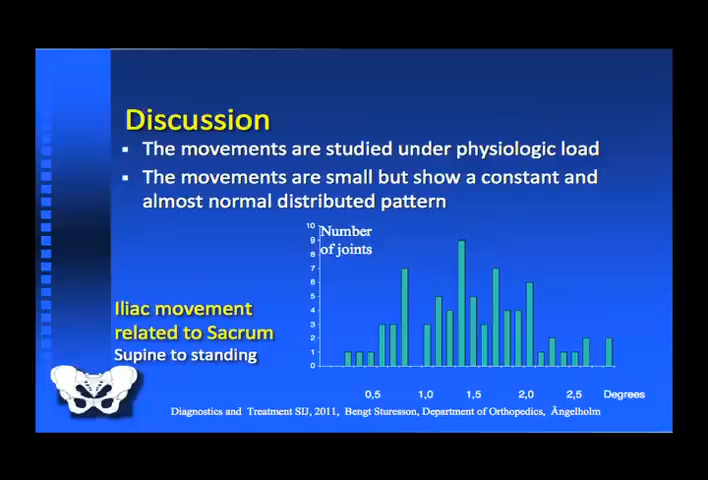 Discussion
The movements are studied under physiologic load
The movements are small but show a constant and
almost normal distributed pattern
10
9
8
7
6
5
4
3
2
1
0
Number
of joints
Iliac movement
related to Sacrum
Supine to standing
0,5 1,0 1,5 2,0 2,5 Degrees
Diagnostics and Treatment SIJ, 2011, Bengt Sturesson, Department of Orthopedics, Ängelholm